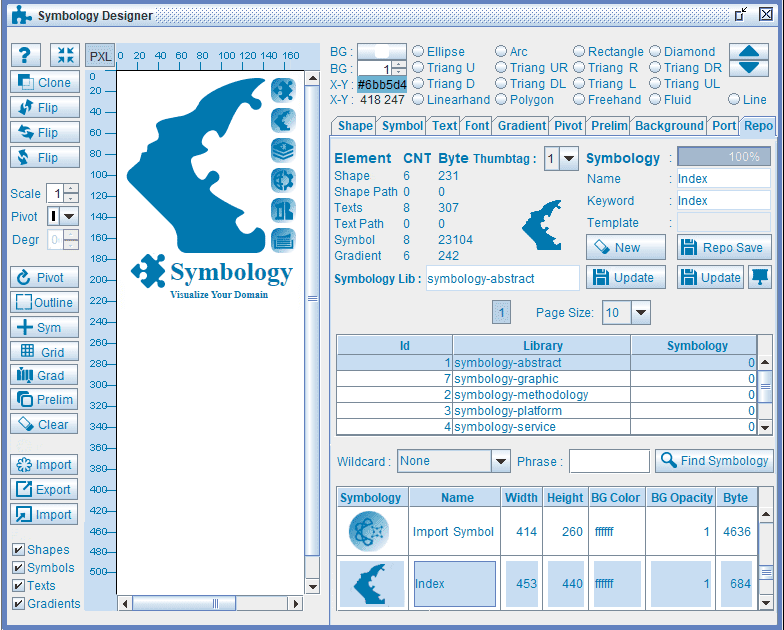 Symbology Designer
?
Clone
Flip
Flip
Flip
Scale 1
Pivot
Degr 0
Pivot
Outline
Sym
Grid
Grad
Prelim
Clear
Import
Export
Import
Shapes
Symbols
Texts
Gradients
PXL 0 20 40 60 80 100 120 140 160
0
20
40
60
80
100
120
140
160
180
200
220
240
260
280
300
320
340
360
380
400
420
440
460
480
500
Symbology
Visualize Your Domain
BG : Ellipse Arc Rectangle Diamond
BG : 1 Triang U Triang UR Triang R Triang DR
X-Y : #6bb5d4 Triang D Triang DL Triang L Triang UL
X-Y : 418 247 Linearhand Polygon Freehand Fluid Line
Shape Symbol Text Font Gradient Pivot Prelim Background Port Repo
Element CNT Byte Thumbtag : 1 Symbology : 100%
Shape 6 231 Name : Index
Shape Path 0 0 Keyword : Index
Texts 8 307
Text Path 0 0 Template :
Symbol 8 23104 New Repo Save
Gradient 6 242
Symbology Lib : symbology-abstract Update Update
1 Page Size: 10
Id Library Symbology
1 symbology-abstract 0
7 symbology-graphic 0
2 symbology-methodology 0
3 symbology-platform 0
4 symbology-service 0
Wildcard : None Phrase : Find Symbology
Symbology Name Width Height BG Color BG Opacity Byte
Import Symbol 414 260 ffffff 1 4636
Index 453 440 ffffff 1 684